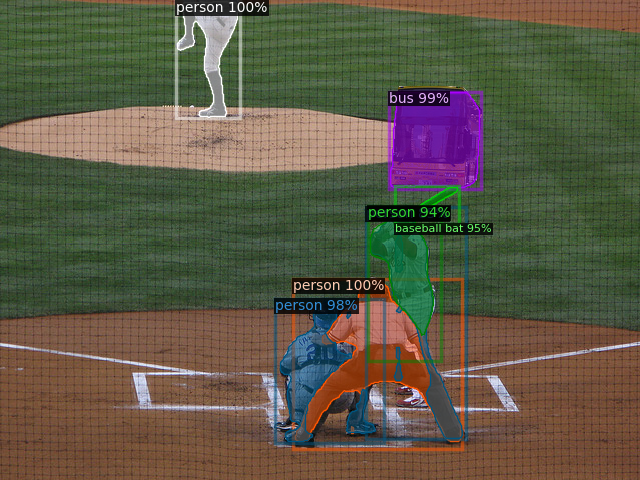 person 100%
bus 99%
person 94%
baseball bat 95%
person 100%
person 98%